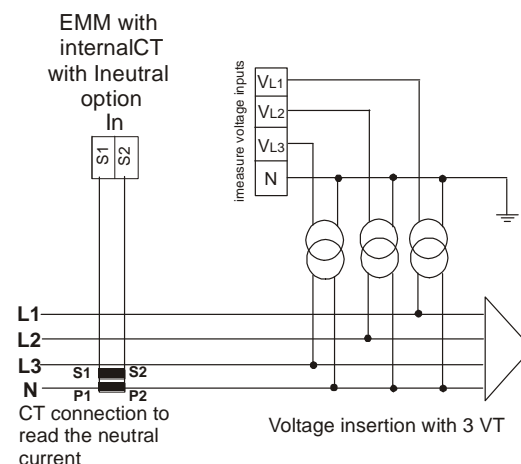 EMM with
internalCT
with Ineutral
option
In
S1 S2
imeasure voltage inputs
VL1
VL2
VL3
N
L1
L2
L3
N
S1 S2
P1 P2
CT connection to
read the neutral
current
Voltage insertion with 3 VT